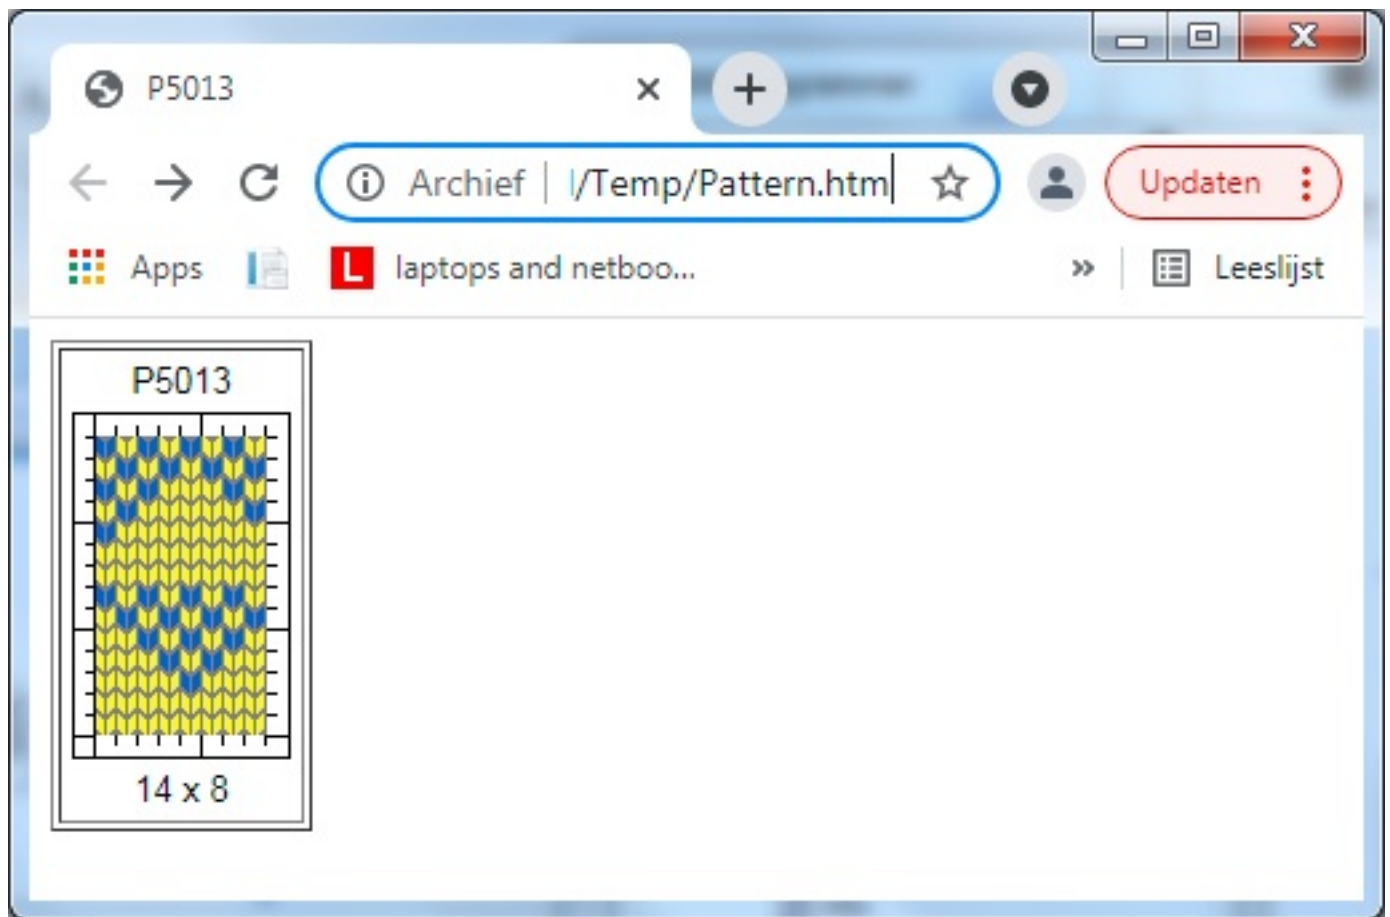 P5013
Archief | l/Temp/Pattern.htm
Updaten
Apps
L
laptops and netboo...
Leeslijst
P5013
14 x 8